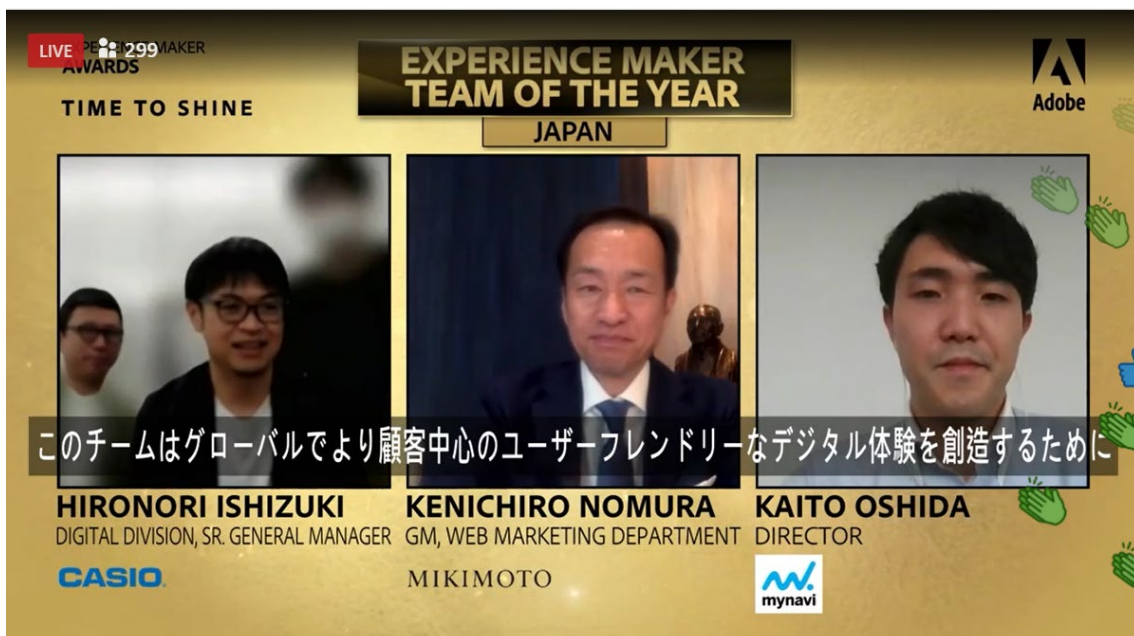 LIVE 299
EXPERIENCE MAKER
AWARDS
TIME TO SHINE
EXPERIENCE MAKER
TEAM OF THE YEAR
JAPAN
Adobe
このチームはグローバルでより顧客中心のユーザーフレンドリーなデジタル体験を創造するために
HIRONORI ISHIZUKI
DIGITAL DIVISION, SR. GENERAL MANAGER
CASIO
KENICHIRO NOMURA
GM, WEB MARKETING DEPARTMENT
MIKIMOTO
KAITO OSHIDA
DIRECTOR
mynavi